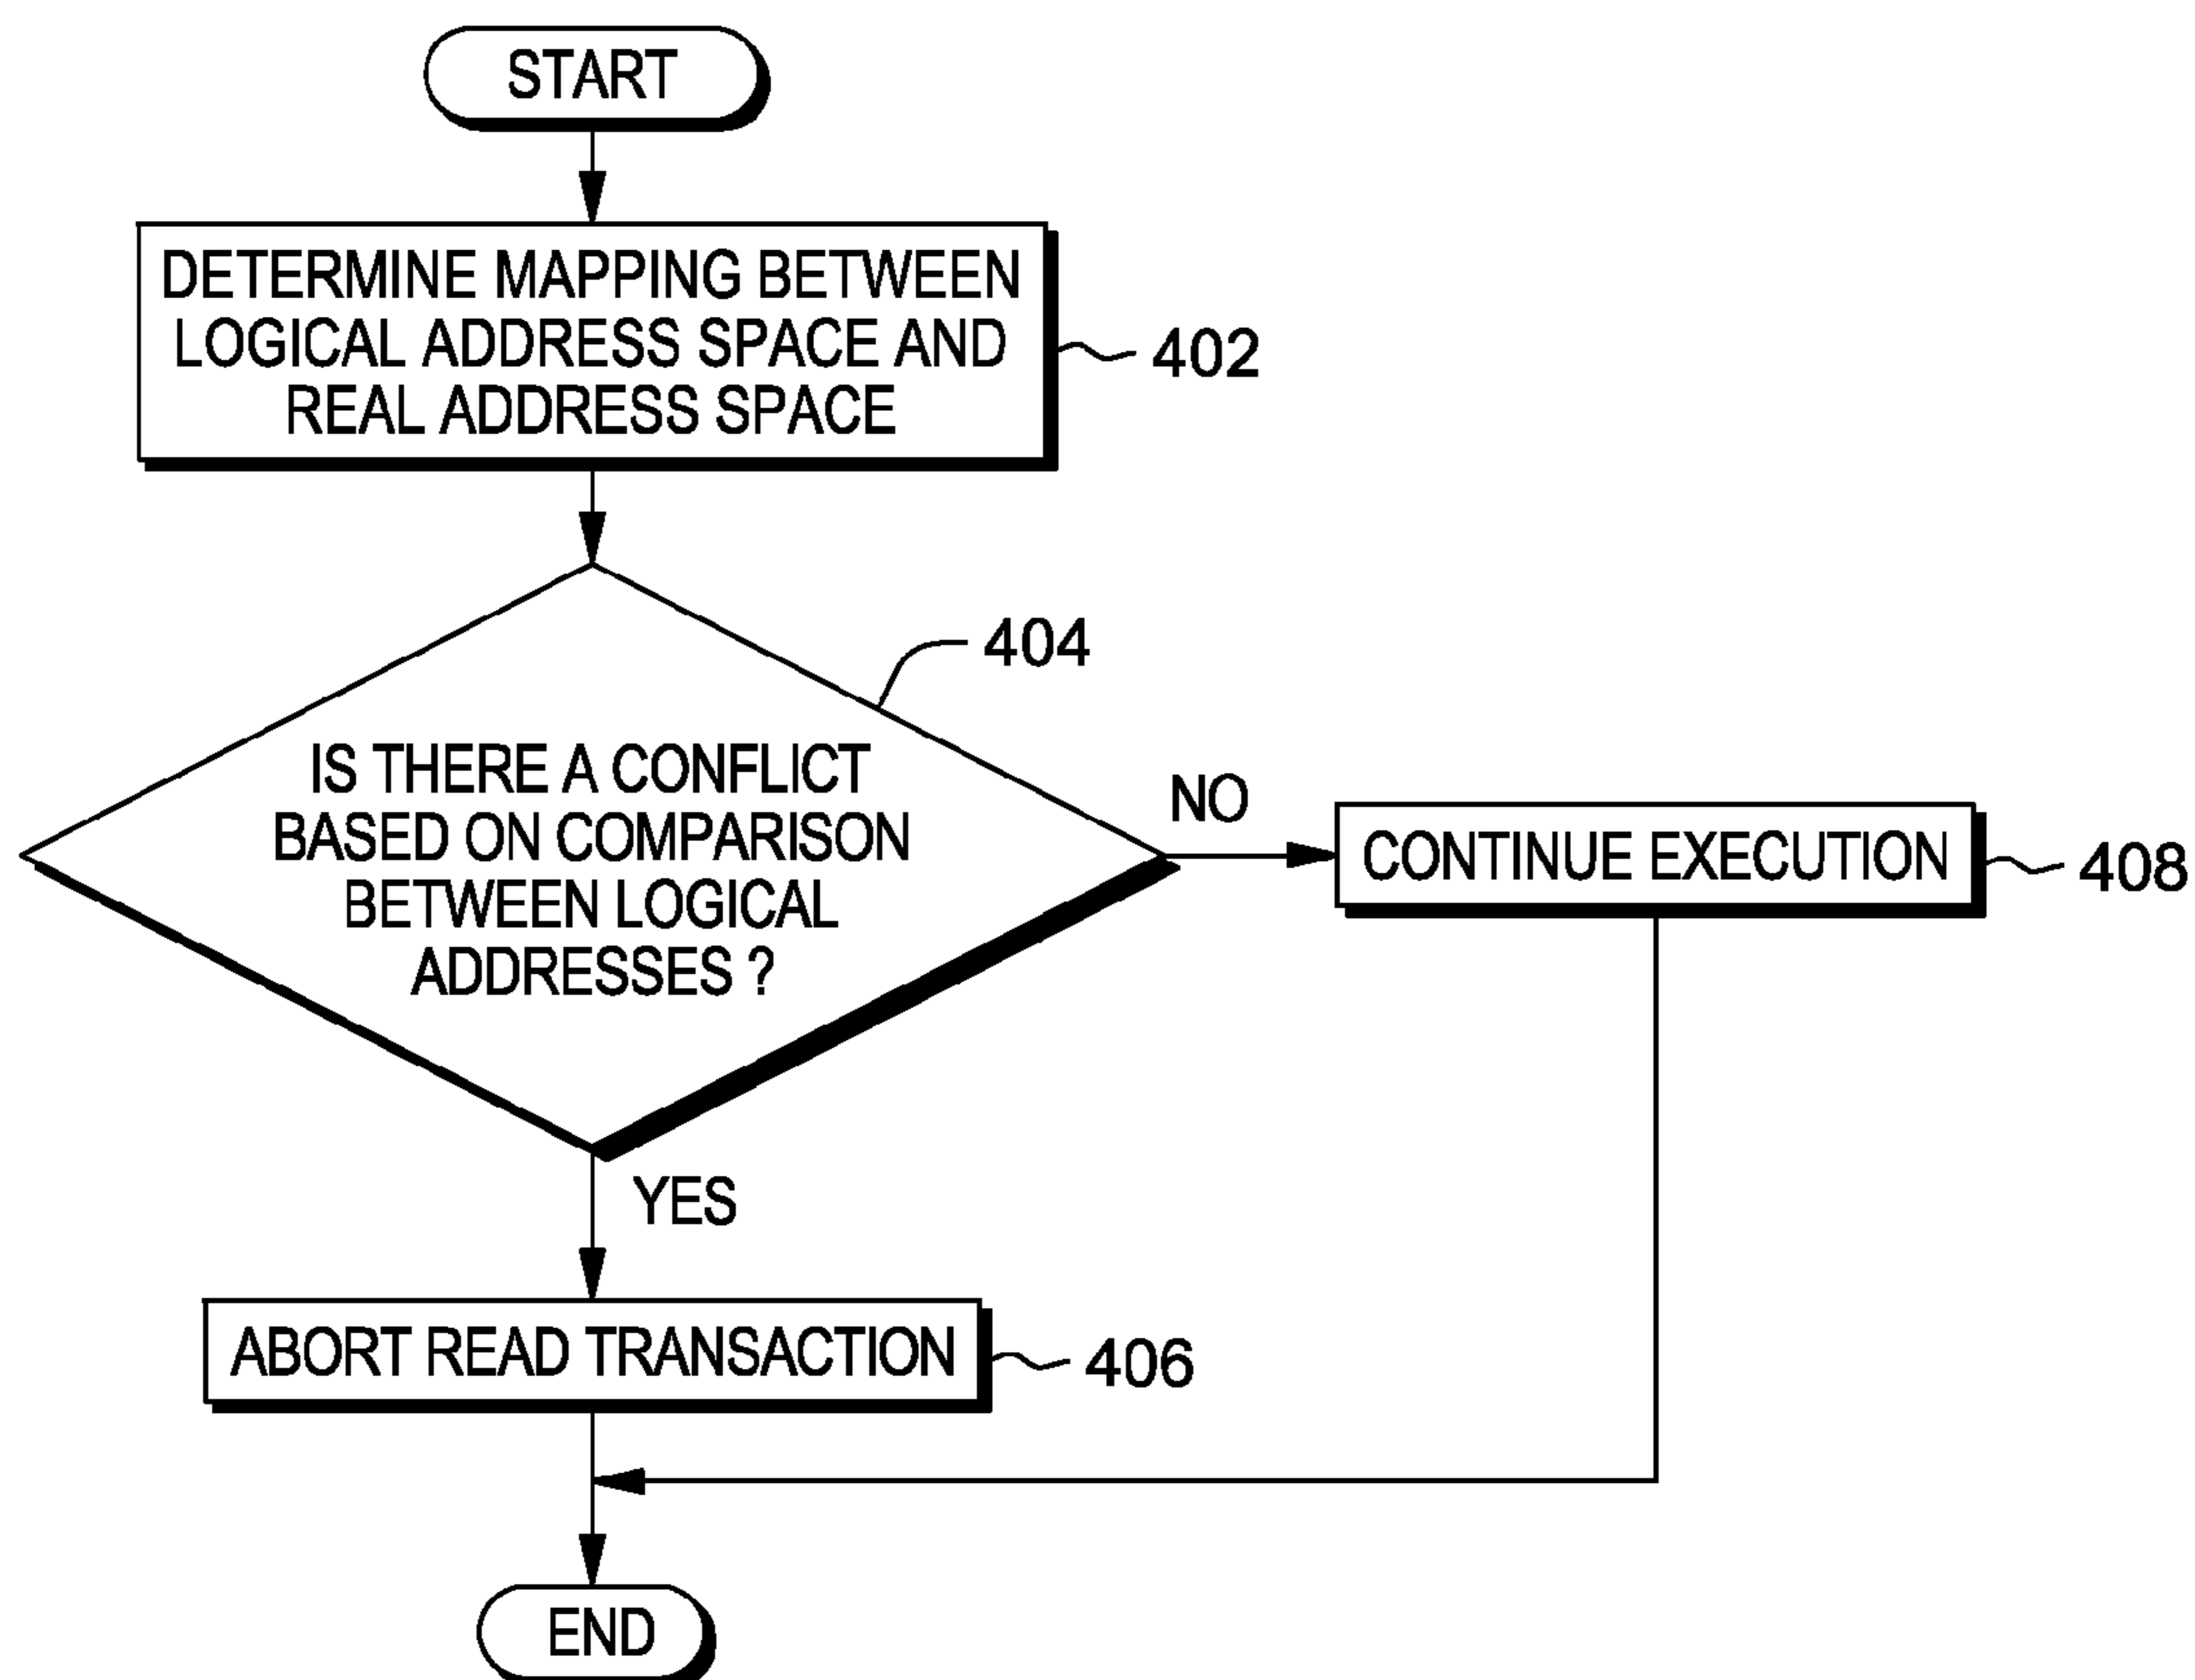 START
DETERMINE MAPPING BETWEEN
LOGICAL ADDRESS SPACE AND
REAL ADDRESS SPACE
402
404
IS THERE A CONFLICT
BASED ON COMPARISON
BETWEEN LOGICAL
ADDRESSES ?
NO
CONTINUE EXECUTION
408
YES
ABORT READ TRANSACTION
406
END